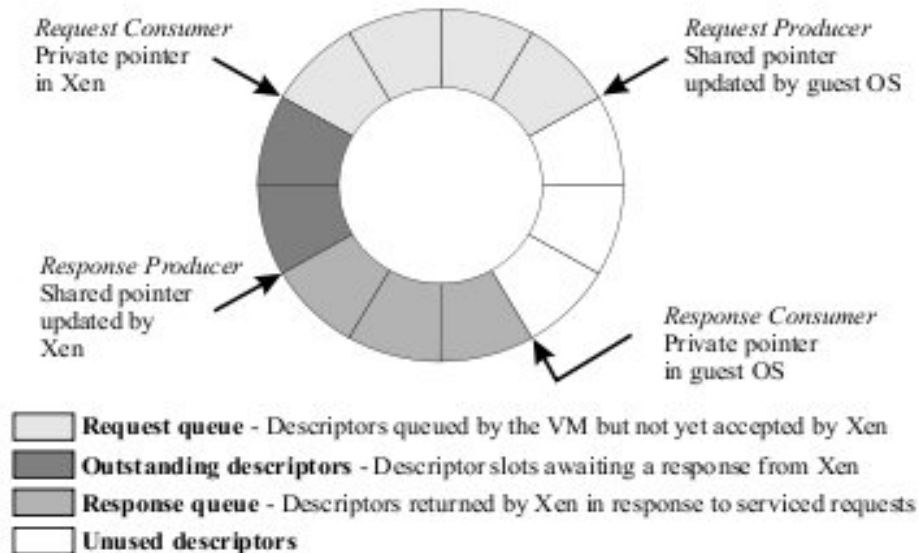 Request Consumer
Private pointer
in Xen
Request Producer
Shared pointer
updated by guest OS
Response Producer
Shared pointer
updated by
Xen
Response Consumer
Private pointer
in guest OS
Request queue - Descriptors queued by the VM but not yet accepted by Xen
Outstanding descriptors - Descriptor slots awaiting a response from Xen
Response queue - Descriptors returned by Xen in response to serviced requests
Unused descriptors